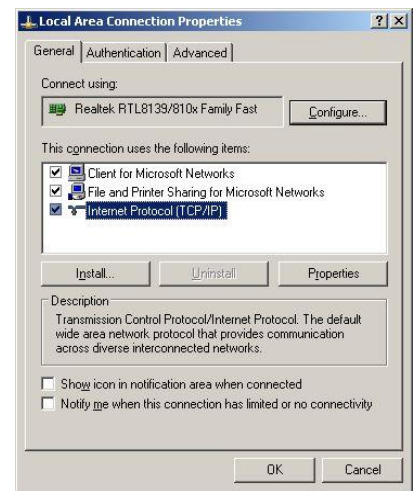 Local Area Connection Properties
General Authentication Advanced
Connect using:
Realtek RTL8139/810x Family Fast Configure...
This connection uses the following items:
Client for Microsoft Networks
File and Printer Sharing for Microsoft Networks
Internet Protocol (TCP/IP)
Install... Uninstall Properties
Description
Transmission Control Protocol/Internet Protocol. The default
wide area network protocol that provides communication
across diverse interconnected networks.
Show icon in notification area when connected
Notify me when this connection has limited or no connectivity
OK Cancel